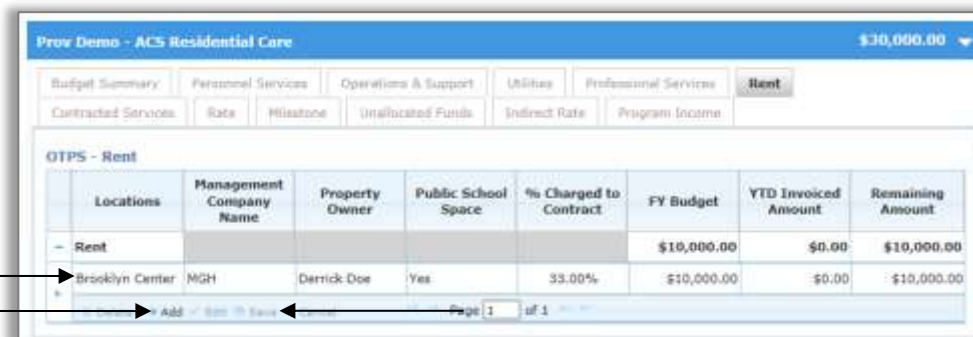 Prov Demo - ACS Residential Care $30,000.00
Budget Summary Personnel Services Operations & Support Utilities Professional Services Rent
Contracted Services Rate Milestone Unallocated Funds Indirect Rate Program Income
OTPS - Rent
Locations Management Company Name Property Owner Public School Space % Charged to Contract FY Budget YTD Invoiced Amount Remaining Amount
- Rent $10,000.00 $0.00 $10,000.00
Brooklyn Center MGH Derrick Doe Yes 33.00% $10,000.00 $0.00 $10,000.00
Delete Add Edit Save Cancel Page 1 of 1